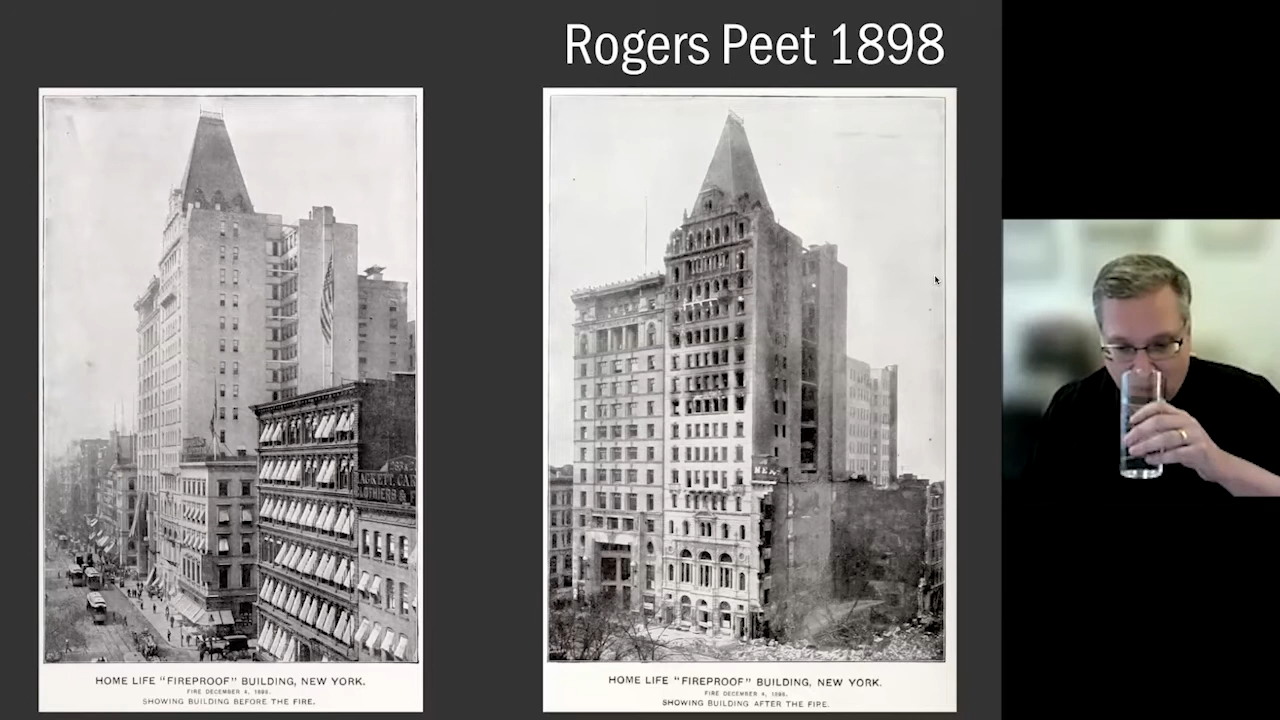 Rogers Peet 1898
HOME LIFE "FIREPROOF" BUILDING, NEW YORK.
FIRE DECEMBER 4, 1898.
SHOWING BUILDING BEFORE THE FIRE.
HOME LIFE "FIREPROOF" BUILDING, NEW YORK.
FIRE DECEMBER 4, 1898.
SHOWING BUILDING AFTER THE FIRE.
CLOTHIERS &